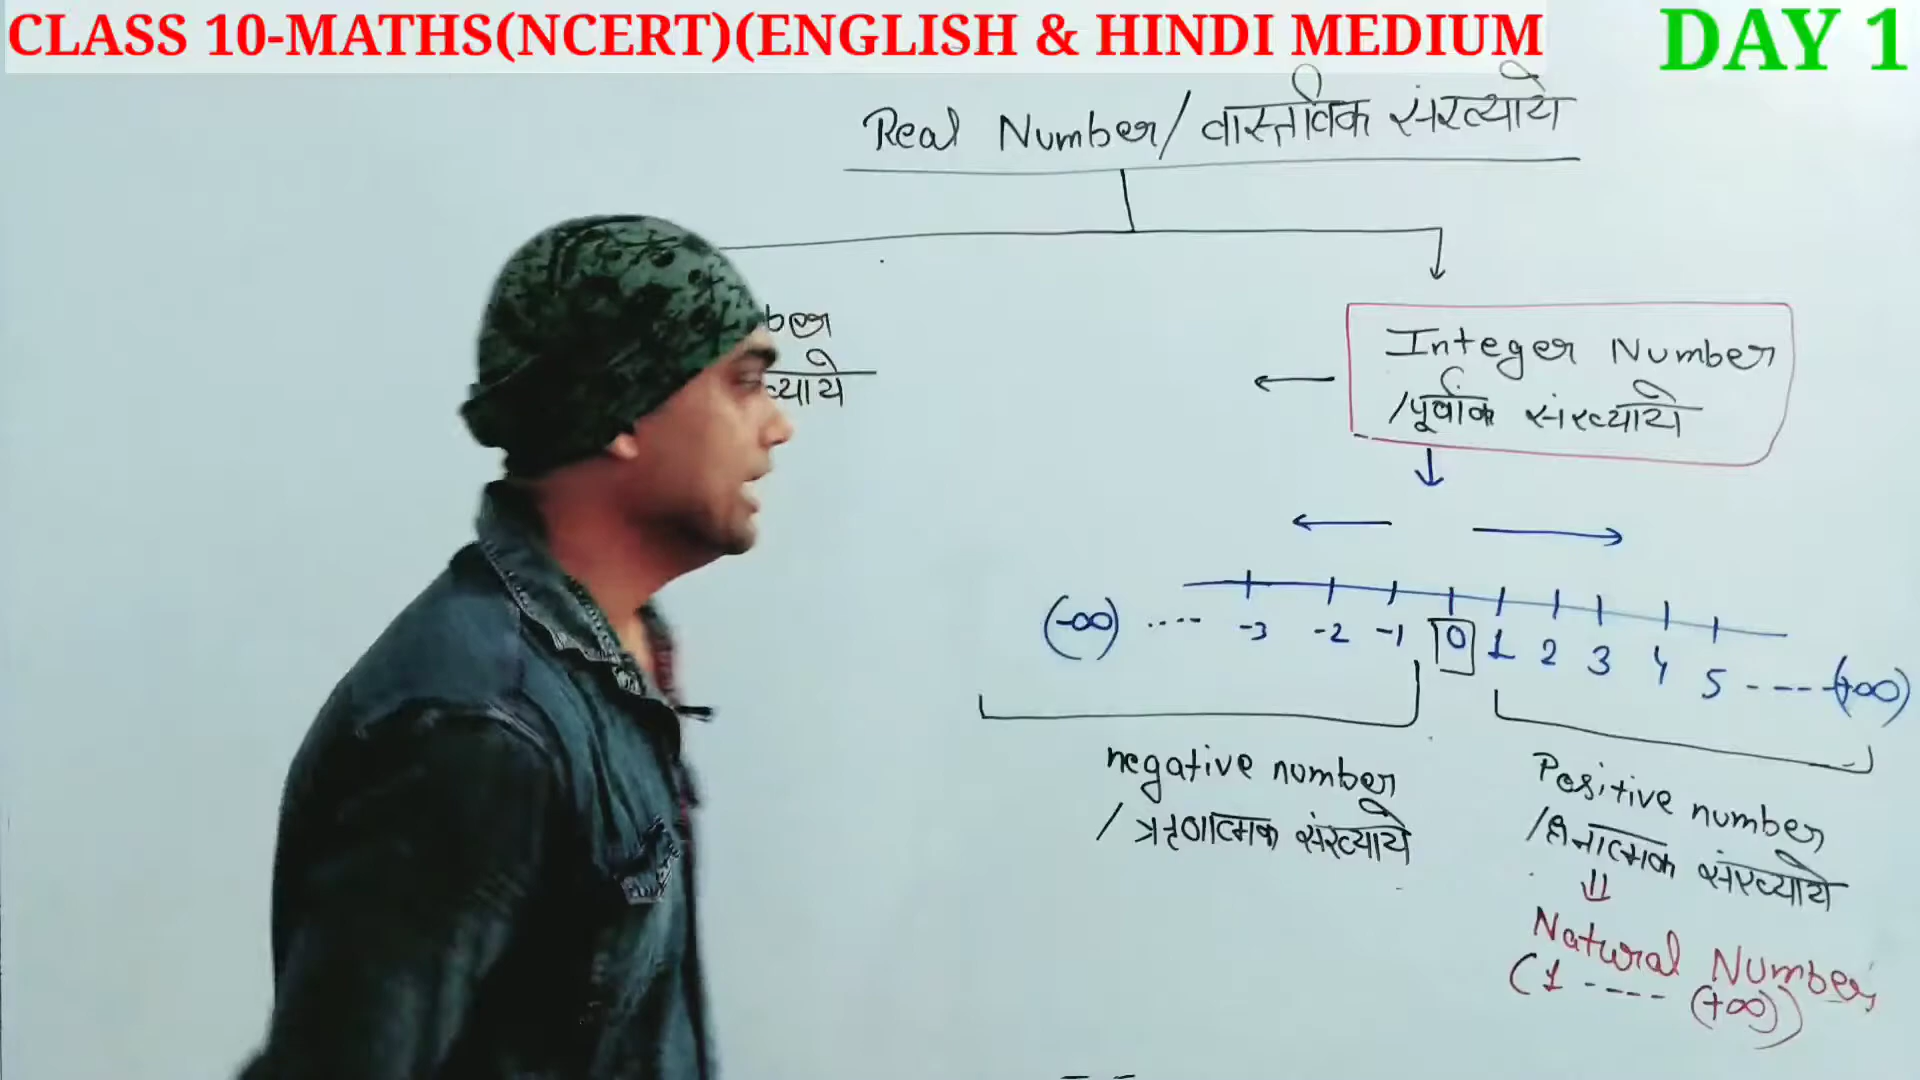 CLASS 10-MATHS(NCERT)(ENGLISH & HINDI MEDIUM
DAY 1
Real Number/ वास्तविक संख्याये
ber
ख्याये
Integer Number
/पूर्वांक संख्याये
(-∞) ---- -3 -2 -1 0 1 2 3 4 5 ---- (+∞)
negative number
/ ऋणात्मक संख्याये
Positive number
/धनात्मक संख्याये
Natural Number
(1 ---- (+∞))